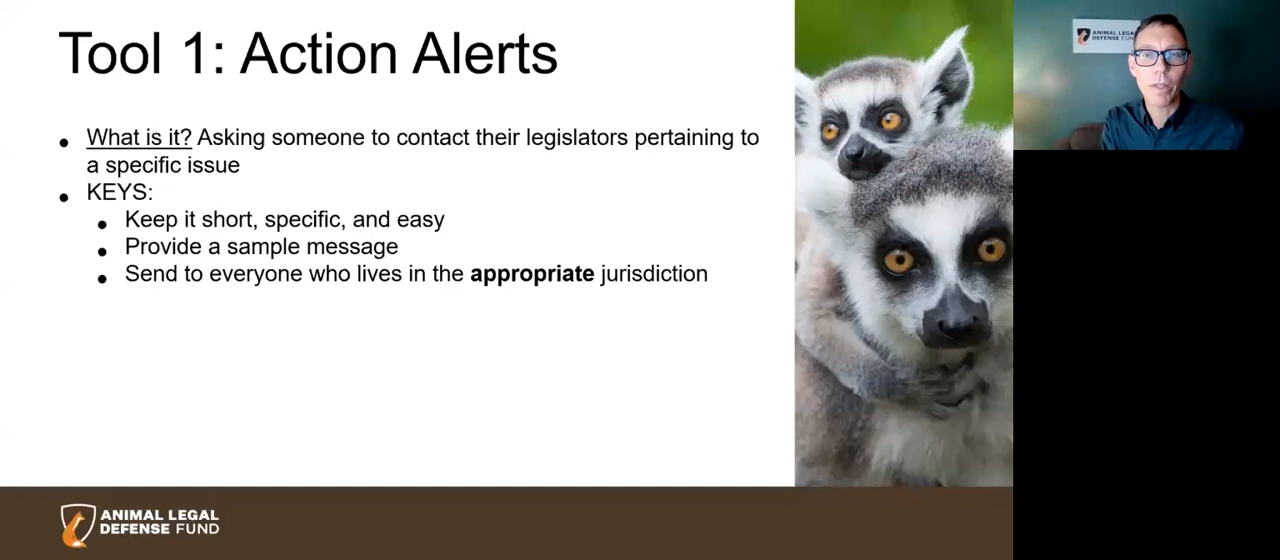 Tool 1: Action Alerts
What is it? Asking someone to contact their legislators pertaining to
a specific issue
KEYS:
Keep it short, specific, and easy
Provide a sample message
Send to everyone who lives in the appropriate jurisdiction
ANIMAL LEGAL
DEFENSE FUND
ANIMAL LEGAL
DEFENSE FUND